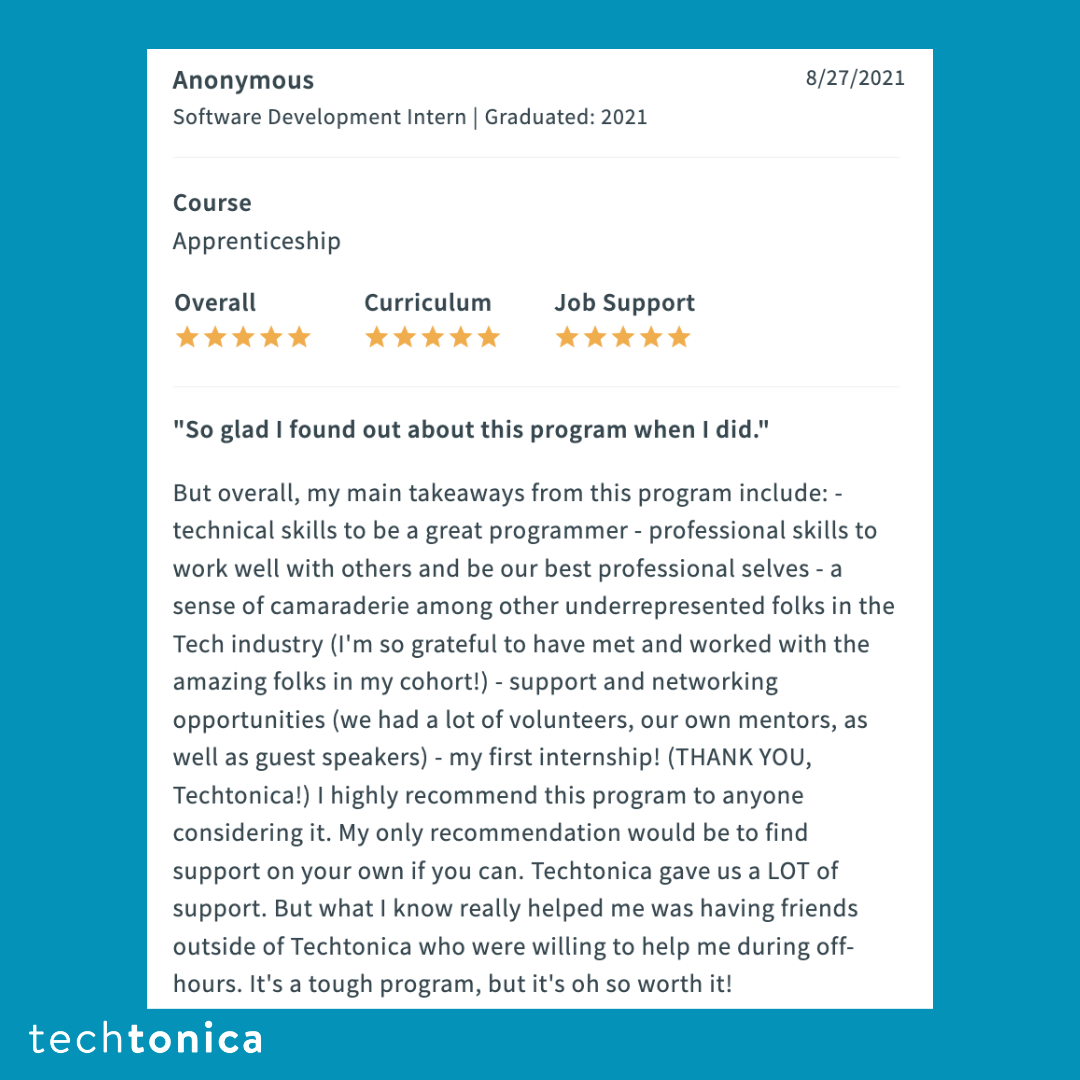 Anonymous
8/27/2021
Software Development Intern | Graduated: 2021
Course
Apprenticeship
Overall
Curriculum
Job Support
"So glad I found out about this program when I did."
But overall, my main takeaways from this program include: -
technical skills to be a great programmer - professional skills to
work well with others and be our best professional selves - a
sense of camaraderie among other underrepresented folks in the
Tech industry (I'm so grateful to have met and worked with the
amazing folks in my cohort!) - support and networking
opportunities (we had a lot of volunteers, our own mentors, as
well as guest speakers) - my first internship! (THANK YOU,
Techtonica!) I highly recommend this program to anyone
considering it. My only recommendation would be to find
support on your own if you can. Techtonica gave us a LOT of
support. But what I know really helped me was having friends
outside of Techtonica who were willing to help me during off-
hours. It's a tough program, but it's oh so worth it!
techtonica